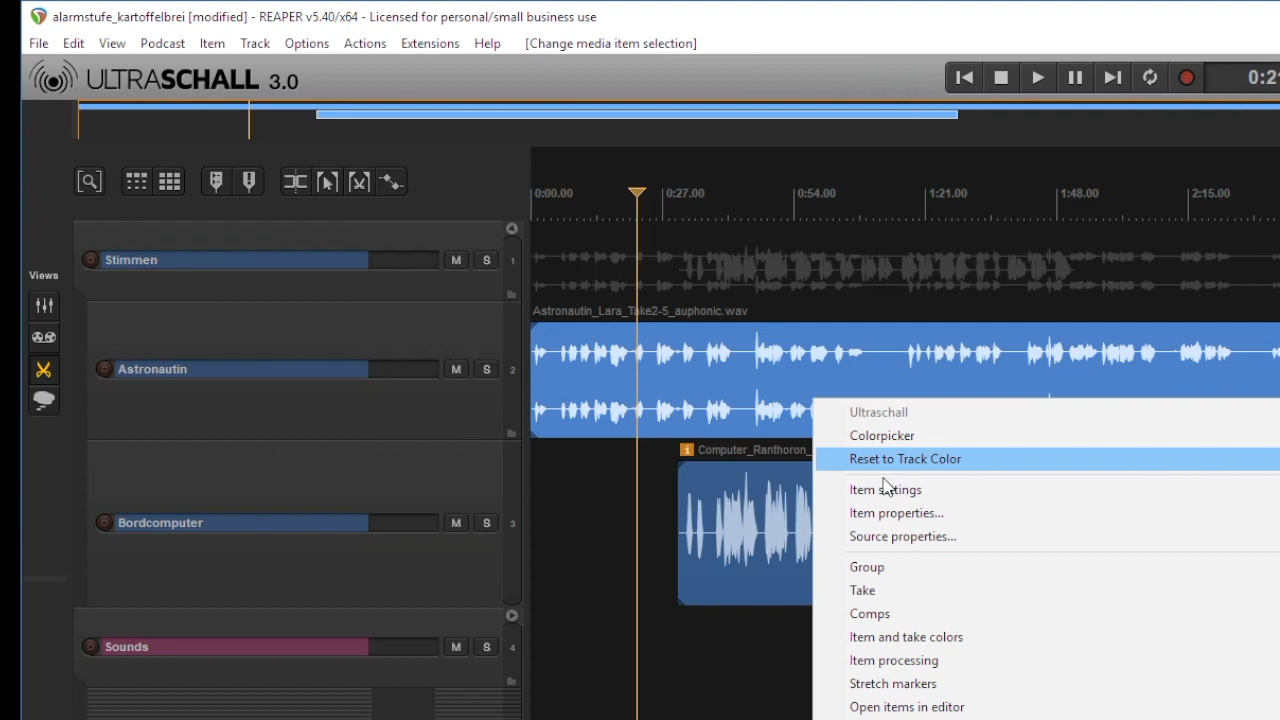 alarmstufe_kartoffelbrei [modified] - REAPER v5.40/x64 - Licensed for personal/small business use
File Edit View Podcast Item Track Options Actions Extensions Help [Change media item selection]
ULTRASCHALL 3.0
0:2
0:00.00 0:27.00 0:54.00 1:21.00 1:48.00 2:15.00
Stimmen M S 1
Views
Astronautin_Lara_Take2-5_auphonic.wav
Astronautin M S 2
Ultraschall
Colorpicker
i Computer_Ranthoron_
Reset to Track Color
Item settings
Item properties...
Bordcomputer M S 3
Source properties...
Group
Take
Comps
Item and take colors
Sounds M S 4
Item processing
Stretch markers
Open items in editor